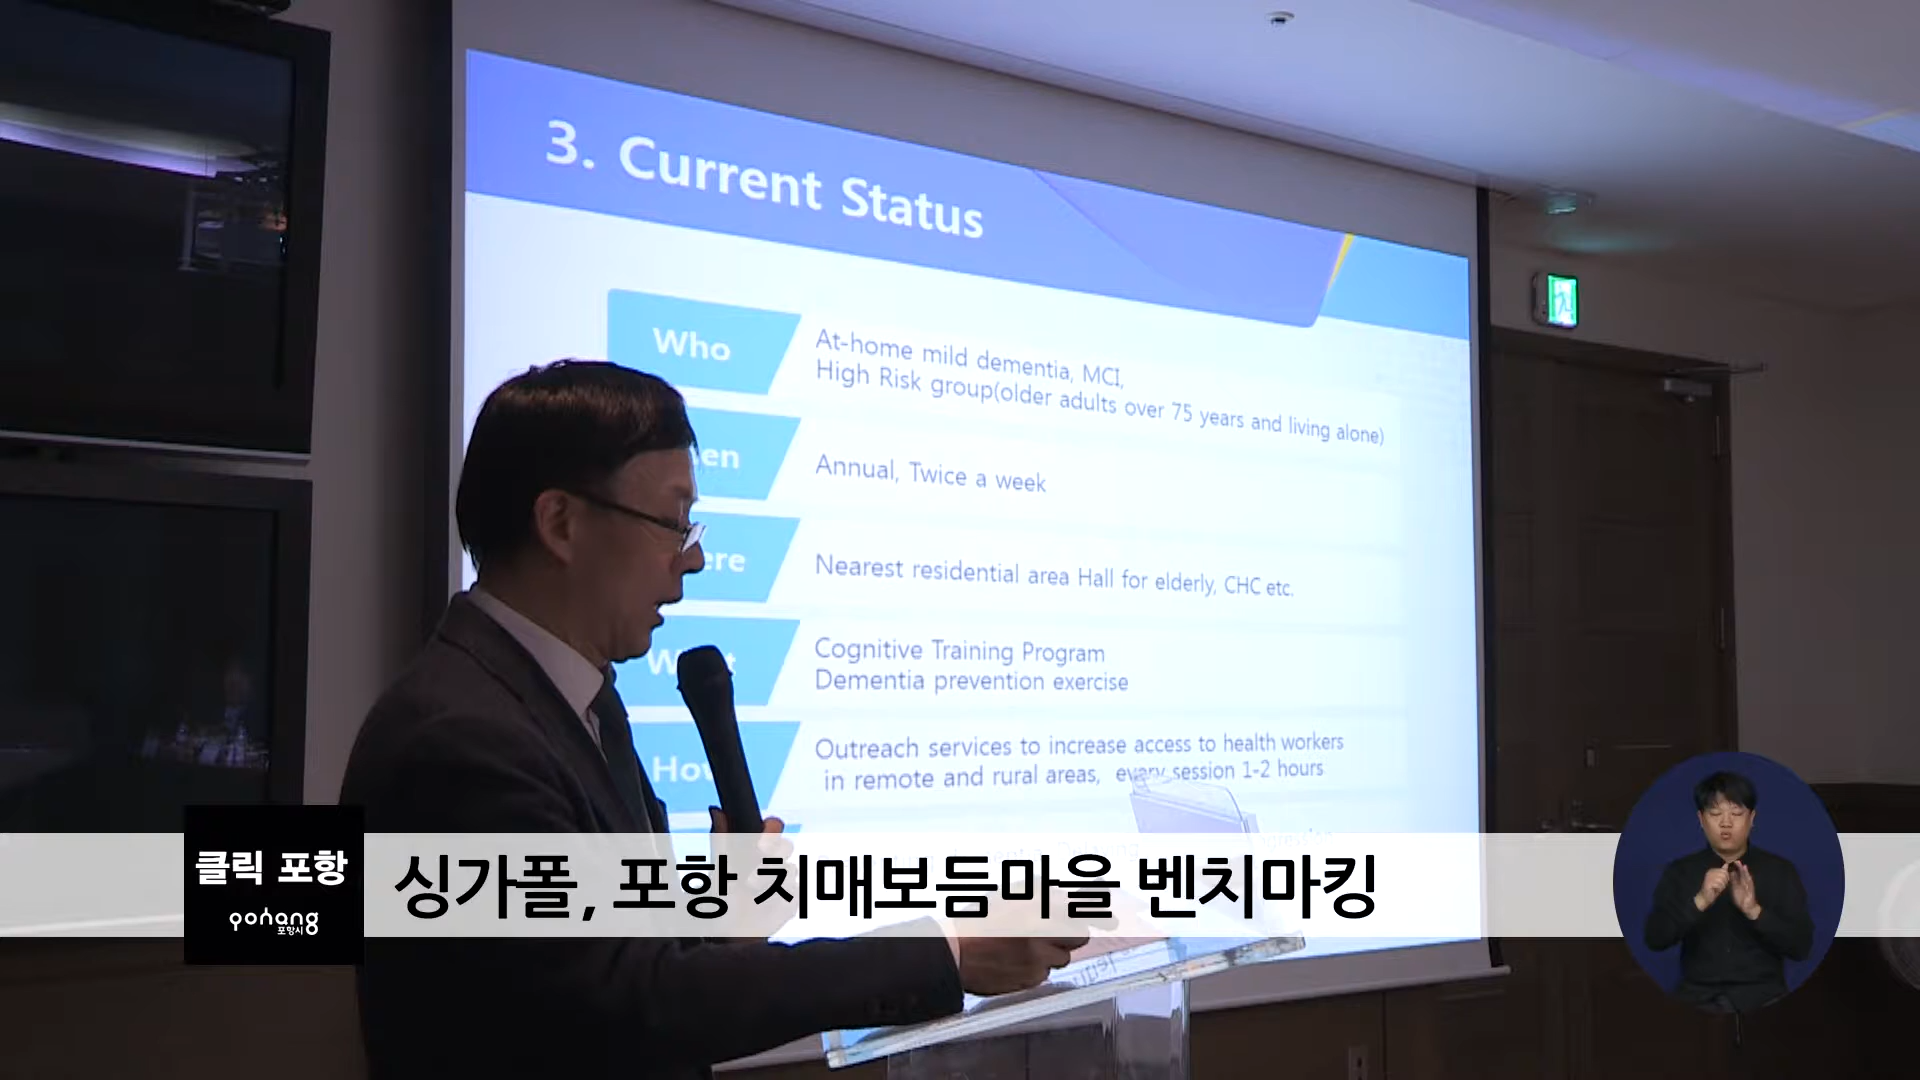 3. Current Status
Who
At-home mild dementia, MCI,
High Risk group(older adults over 75 years and living alone)
Annual, Twice a week
Nearest residential area Hall for elderly, CHC etc.
Cognitive Training Program
Dementia prevention exercise
Outreach services to increase access to health workers
in remote and rural areas, every session 1-2 hours
클릭 포항
pohang
포항시
싱가폴, 포항 치매보듬마을 벤치마킹